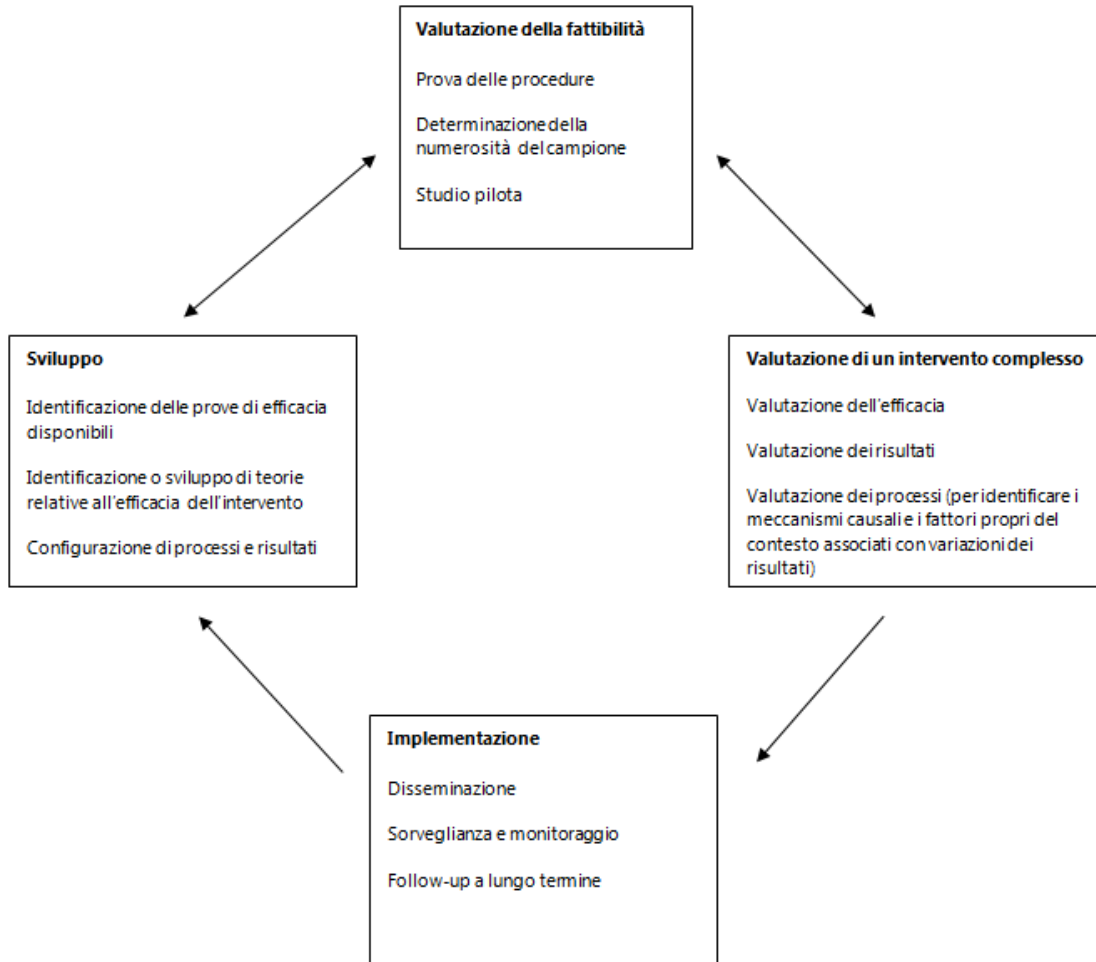 Valutazione della fattibilità
Prova delle procedure
Determinazione della
numerosità del campione
Studio pilota
Sviluppo
Identificazione delle prove di efficacia
disponibili
Identificazione o sviluppo di teorie
relative all'efficacia dell'intervento
Configurazione di processi e risultati
Valutazione di un intervento complesso
Valutazione dell'efficacia
Valutazione dei risultati
Valutazione dei processi (per identificare i
meccanismi causali e i fattori propri del
contesto associati con variazioni dei
risultati)
Implementazione
Disseminazione
Sorveglianza e monitoraggio
Follow-up a lungo termine